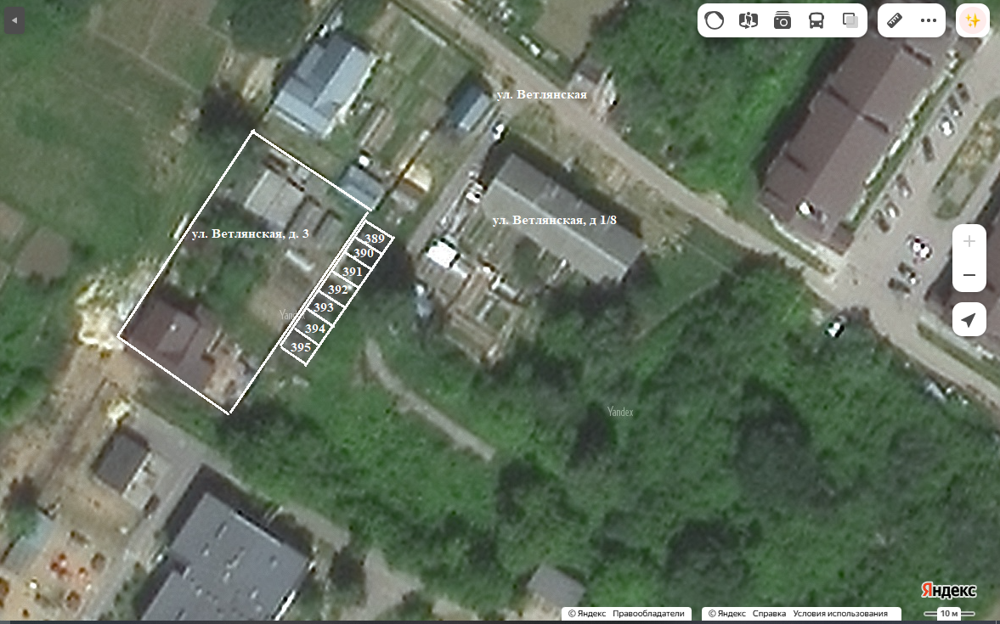 ул. Ветлянская
ул. Ветлянская, д 1/8
ул. Ветлянская, д. 3
389
390
391
392
393
394
395
Yandex
Яндекс
© Яндекс Правообладатели
© Яндекс Справка Условия использования
10 м